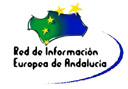 Red de Información
Europea de Andalucía